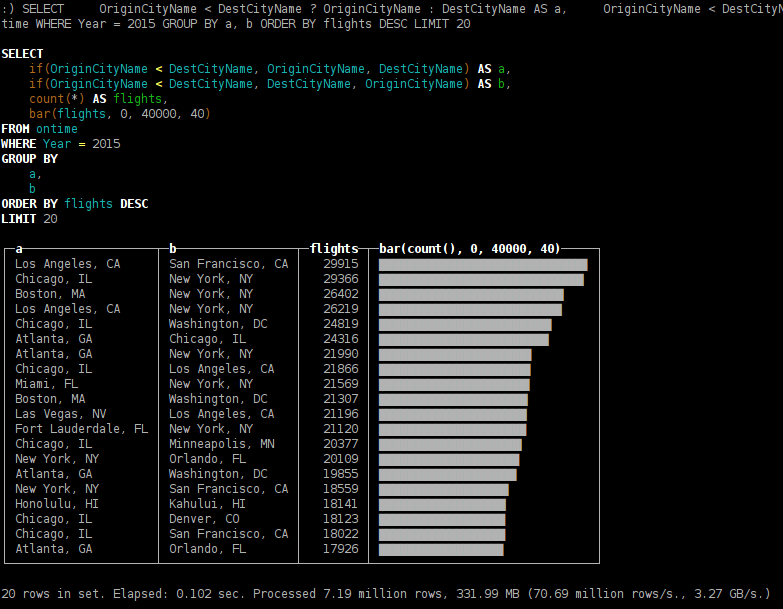 :) SELECT OriginCityName < DestCityName ? OriginCityName : DestCityName AS a, OriginCityName < DestCityN
time WHERE Year = 2015 GROUP BY a, b ORDER BY flights DESC LIMIT 20
SELECT
if(OriginCityName < DestCityName, OriginCityName, DestCityName) AS a,
if(OriginCityName < DestCityName, DestCityName, OriginCityName) AS b,
count(*) AS flights,
bar(flights, 0, 40000, 40)
FROM ontime
WHERE Year = 2015
GROUP BY
a,
b
ORDER BY flights DESC
LIMIT 20
a b flights bar(count(), 0, 40000, 40)
Los Angeles, CA San Francisco, CA 29915
Chicago, IL New York, NY 29366
Boston, MA New York, NY 26402
Los Angeles, CA New York, NY 26219
Chicago, IL Washington, DC 24819
Atlanta, GA Chicago, IL 24316
Atlanta, GA New York, NY 21990
Chicago, IL Los Angeles, CA 21866
Miami, FL New York, NY 21569
Boston, MA Washington, DC 21307
Las Vegas, NV Los Angeles, CA 21196
Fort Lauderdale, FL New York, NY 21120
Chicago, IL Minneapolis, MN 20377
New York, NY Orlando, FL 20109
Atlanta, GA Washington, DC 19855
New York, NY San Francisco, CA 18559
Honolulu, HI Kahului, HI 18141
Chicago, IL Denver, CO 18123
Chicago, IL San Francisco, CA 18022
Atlanta, GA Orlando, FL 17926
20 rows in set. Elapsed: 0.102 sec. Processed 7.19 million rows, 331.99 MB (70.69 million rows/s., 3.27 GB/s.)